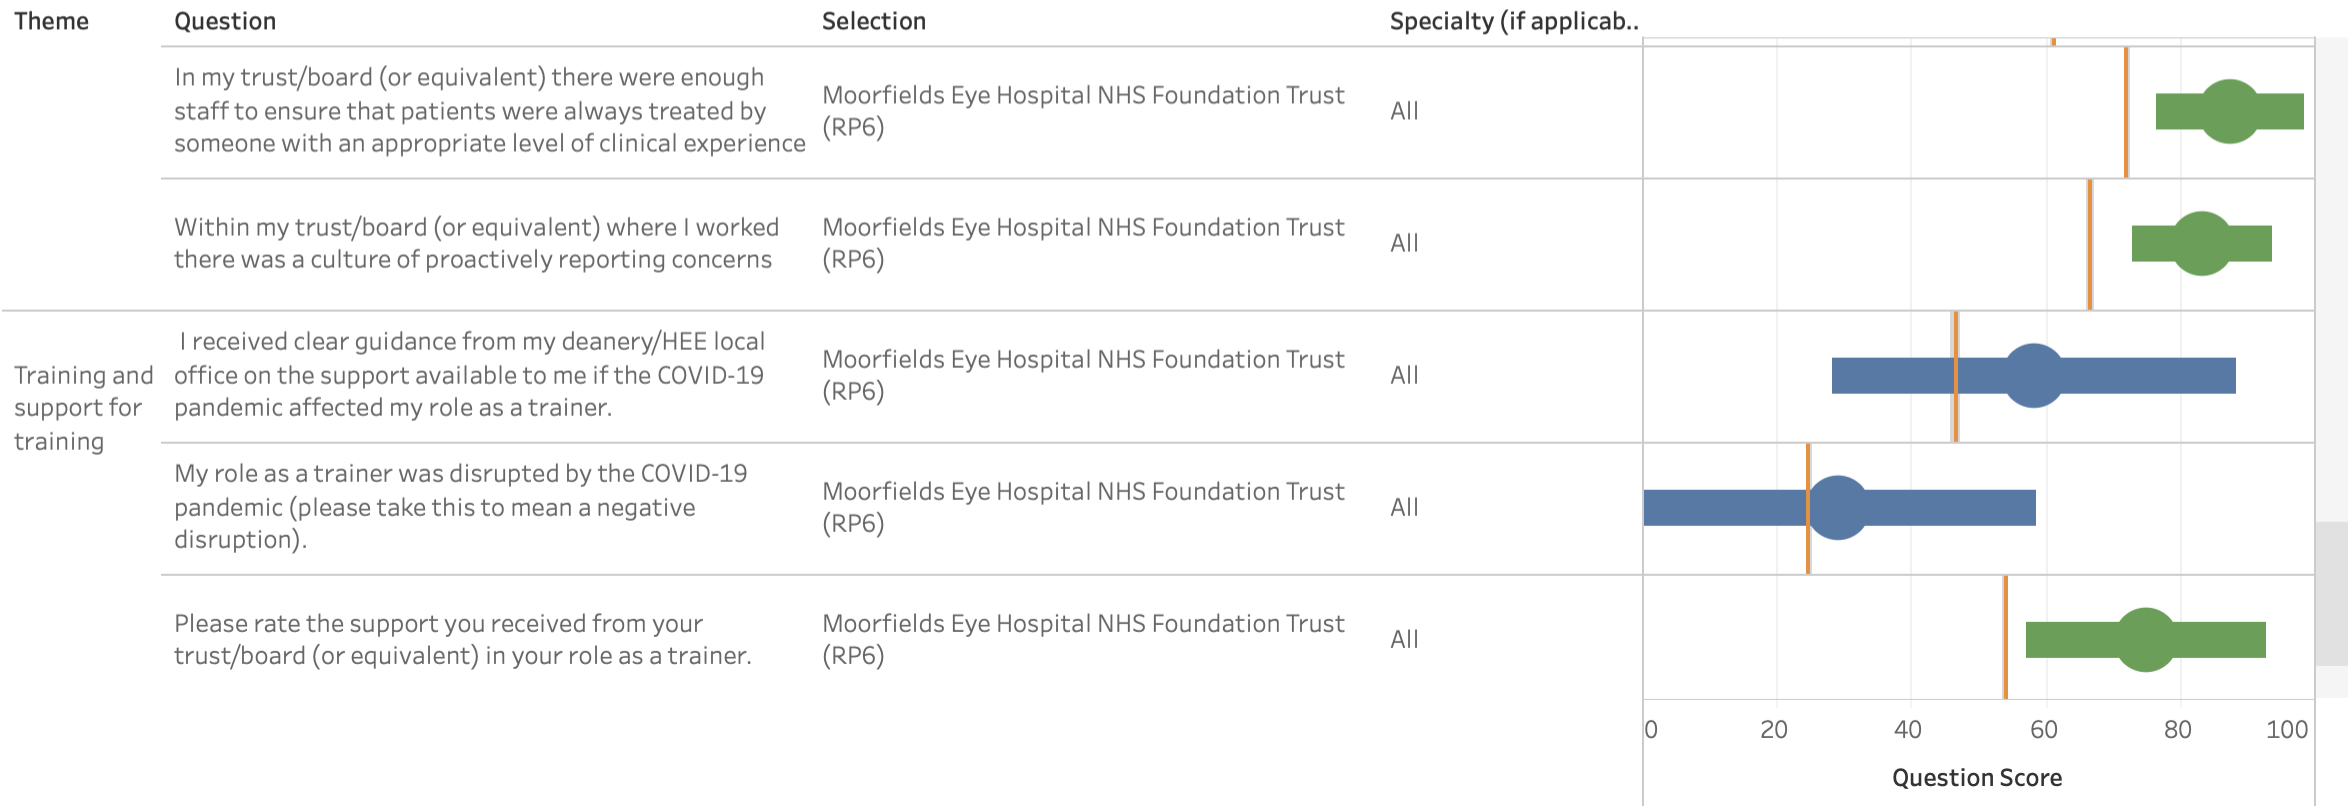 Theme
Question
Selection
Specialty (if applicab..
In my trust/board (or equivalent) there were enough
staff to ensure that patients were always treated by
someone with an appropriate level of clinical experience
Moorfields Eye Hospital NHS Foundation Trust
(RP6)
All
Within my trust/board (or equivalent) where I worked
there was a culture of proactively reporting concerns
Moorfields Eye Hospital NHS Foundation Trust
(RP6)
All
Training and
support for
training
I received clear guidance from my deanery/HEE local
office on the support available to me if the COVID-19
pandemic affected my role as a trainer.
Moorfields Eye Hospital NHS Foundation Trust
(RP6)
All
My role as a trainer was disrupted by the COVID-19
pandemic (please take this to mean a negative
disruption).
Moorfields Eye Hospital NHS Foundation Trust
(RP6)
All
Please rate the support you received from your
trust/board (or equivalent) in your role as a trainer.
Moorfields Eye Hospital NHS Foundation Trust
(RP6)
All
0 20 40 60 80 100
Question Score